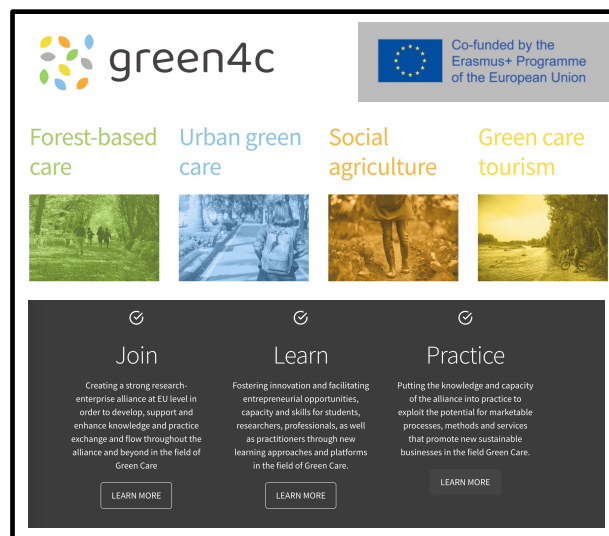 green4c
Co-funded by the
Erasmus+ Programme
of the European Union
Forest-based
care
Urban green
care
Social
agriculture
Green care
tourism
Join
Creating a strong research-
enterprise alliance at EU level in
order to develop, support and
enhance knowledge and practice
exchange and flow throughout the
alliance and beyond in the field of
Green Care
LEARN MORE
Learn
Fostering innovation and facilitating
entrepreneurial opportunities,
capacity and skills for students,
researchers, professionals, as well
as practitioners through new
learning approaches and platforms
in the field of Green Care.
LEARN MORE
Practice
Putting the knowledge and capacity
of the alliance into practice to
exploit the potential for marketable
processes, methods and services
that promote new sustainable
businesses in the field Green Care.
LEARN MORE